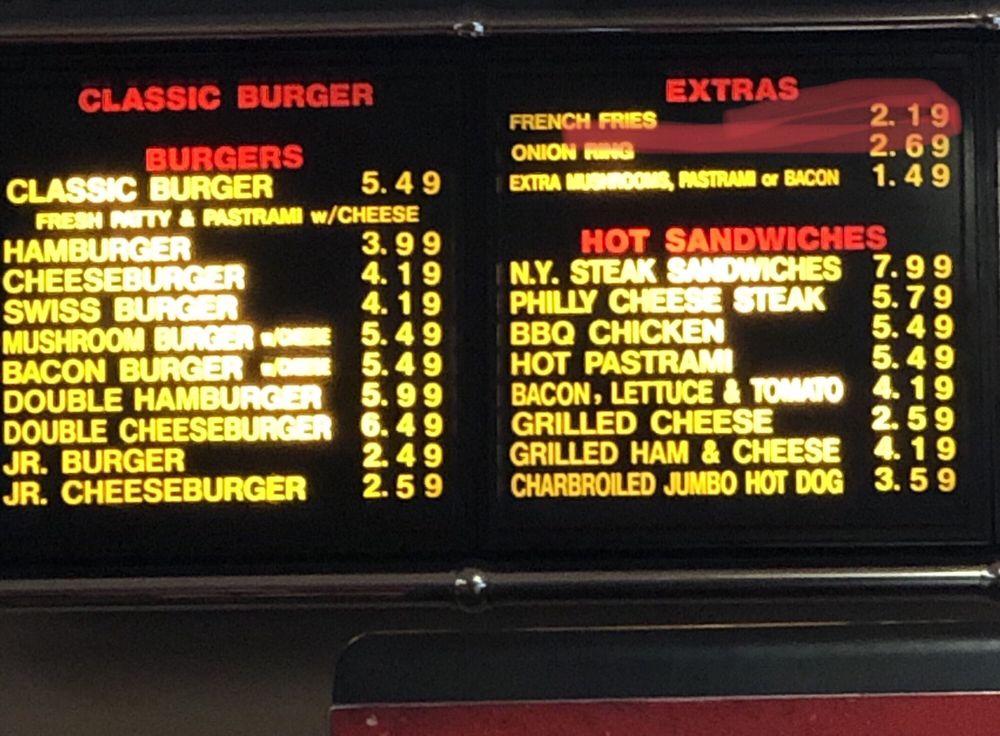 CLASSIC BURGER
BURGERS
CLASSIC BURGER 5.49
FRESH PATTY & PASTRAMI w/CHEESE
HAMBURGER 3.99
CHEESEBURGER 4.19
SWISS BURGER 4.19
MUSHROOM BURGER w/CHEESE 5.49
BACON BURGER w/CHEESE 5.49
DOUBLE HAMBURGER 5.99
DOUBLE CHEESEBURGER 6.49
JR. BURGER 2.49
JR. CHEESEBURGER 2.59
EXTRAS
FRENCH FRIES 2.19
ONION RING 2.69
EXTRA MUSHROOMS, PASTRAMI or BACON 1.49
HOT SANDWICHES
N.Y. STEAK SANDWICHES 7.99
PHILLY CHEESE STEAK 5.79
BBQ CHICKEN 5.49
HOT PASTRAMI 5.49
BACON, LETTUCE & TOMATO 4.19
GRILLED CHEESE 2.59
GRILLED HAM & CHEESE 4.19
CHARBROILED JUMBO HOT DOG 3.59